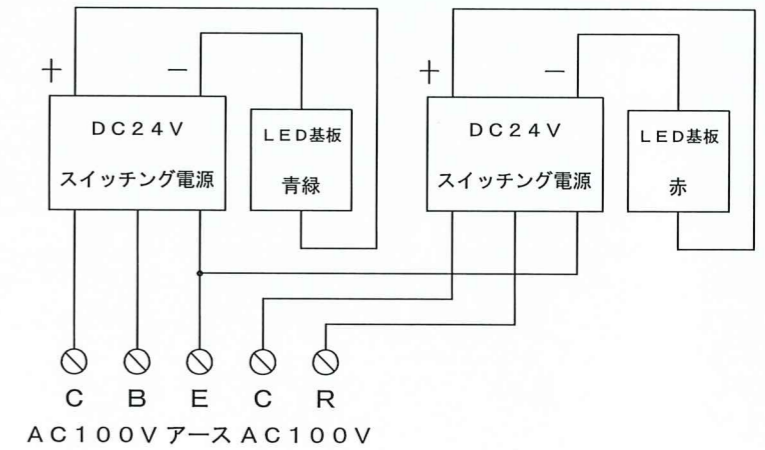 + −
DC24V
スイッチング電源
LED基板
青緑
+ −
DC24V
スイッチング電源
LED基板
赤
C B E C R
AC100V アース AC100V